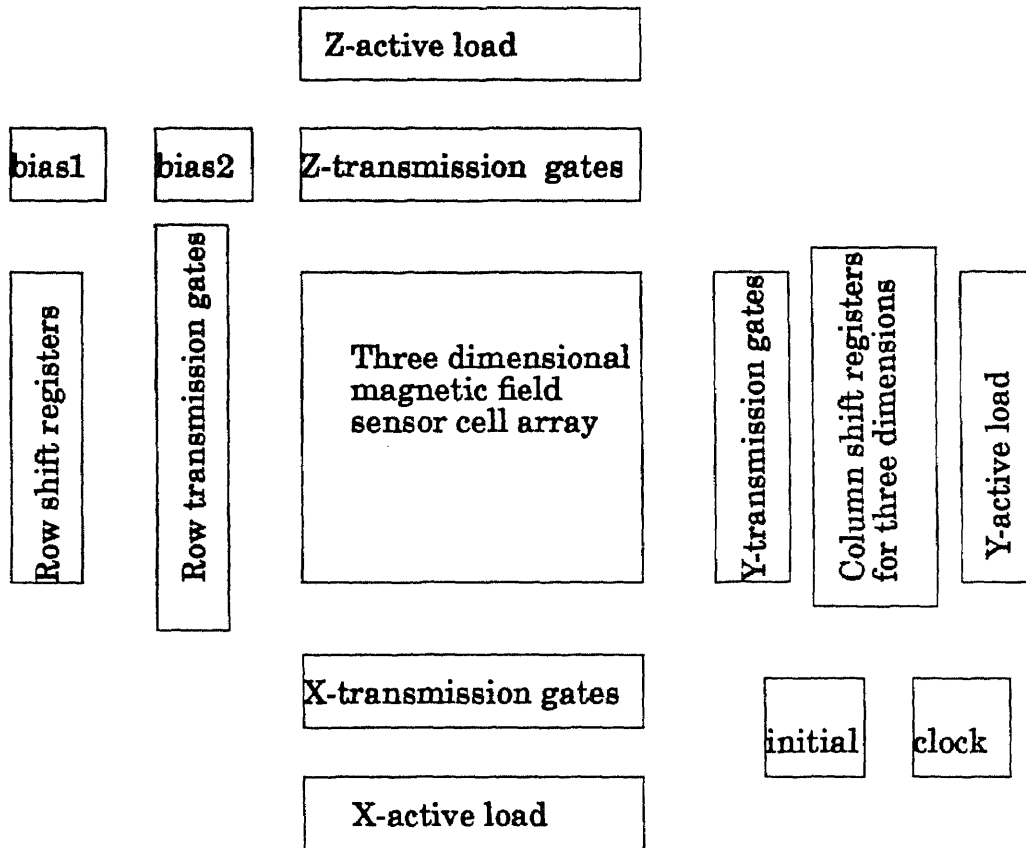 Z-active load
bias1
bias2
Z-transmission gates
Row shift registers
Row transmission gates
Three dimensional
magnetic field
sensor cell array
Y-transmission gates
Column shift registers
for three dimensions
Y-active load
X-transmission gates
initial
clock
X-active load